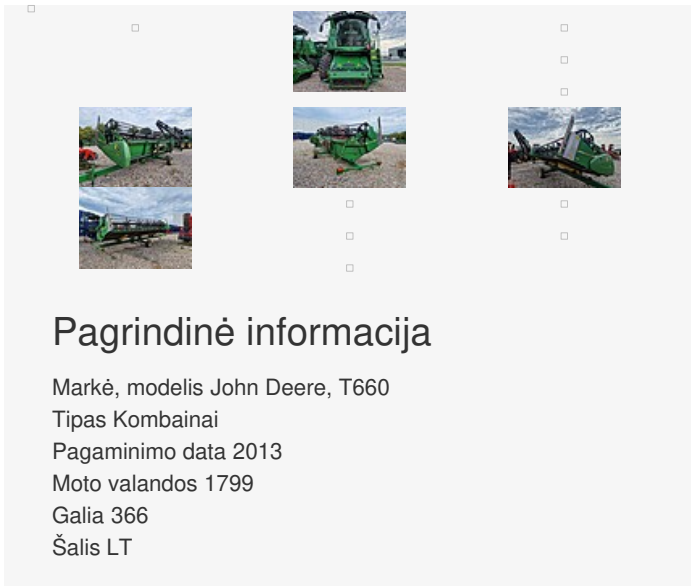 Pagrindinė informacija
Markė, modelis John Deere, T660
Tipas Kombainai
Pagaminimo data 2013
Moto valandos 1799
Galia 366
Šalis LT